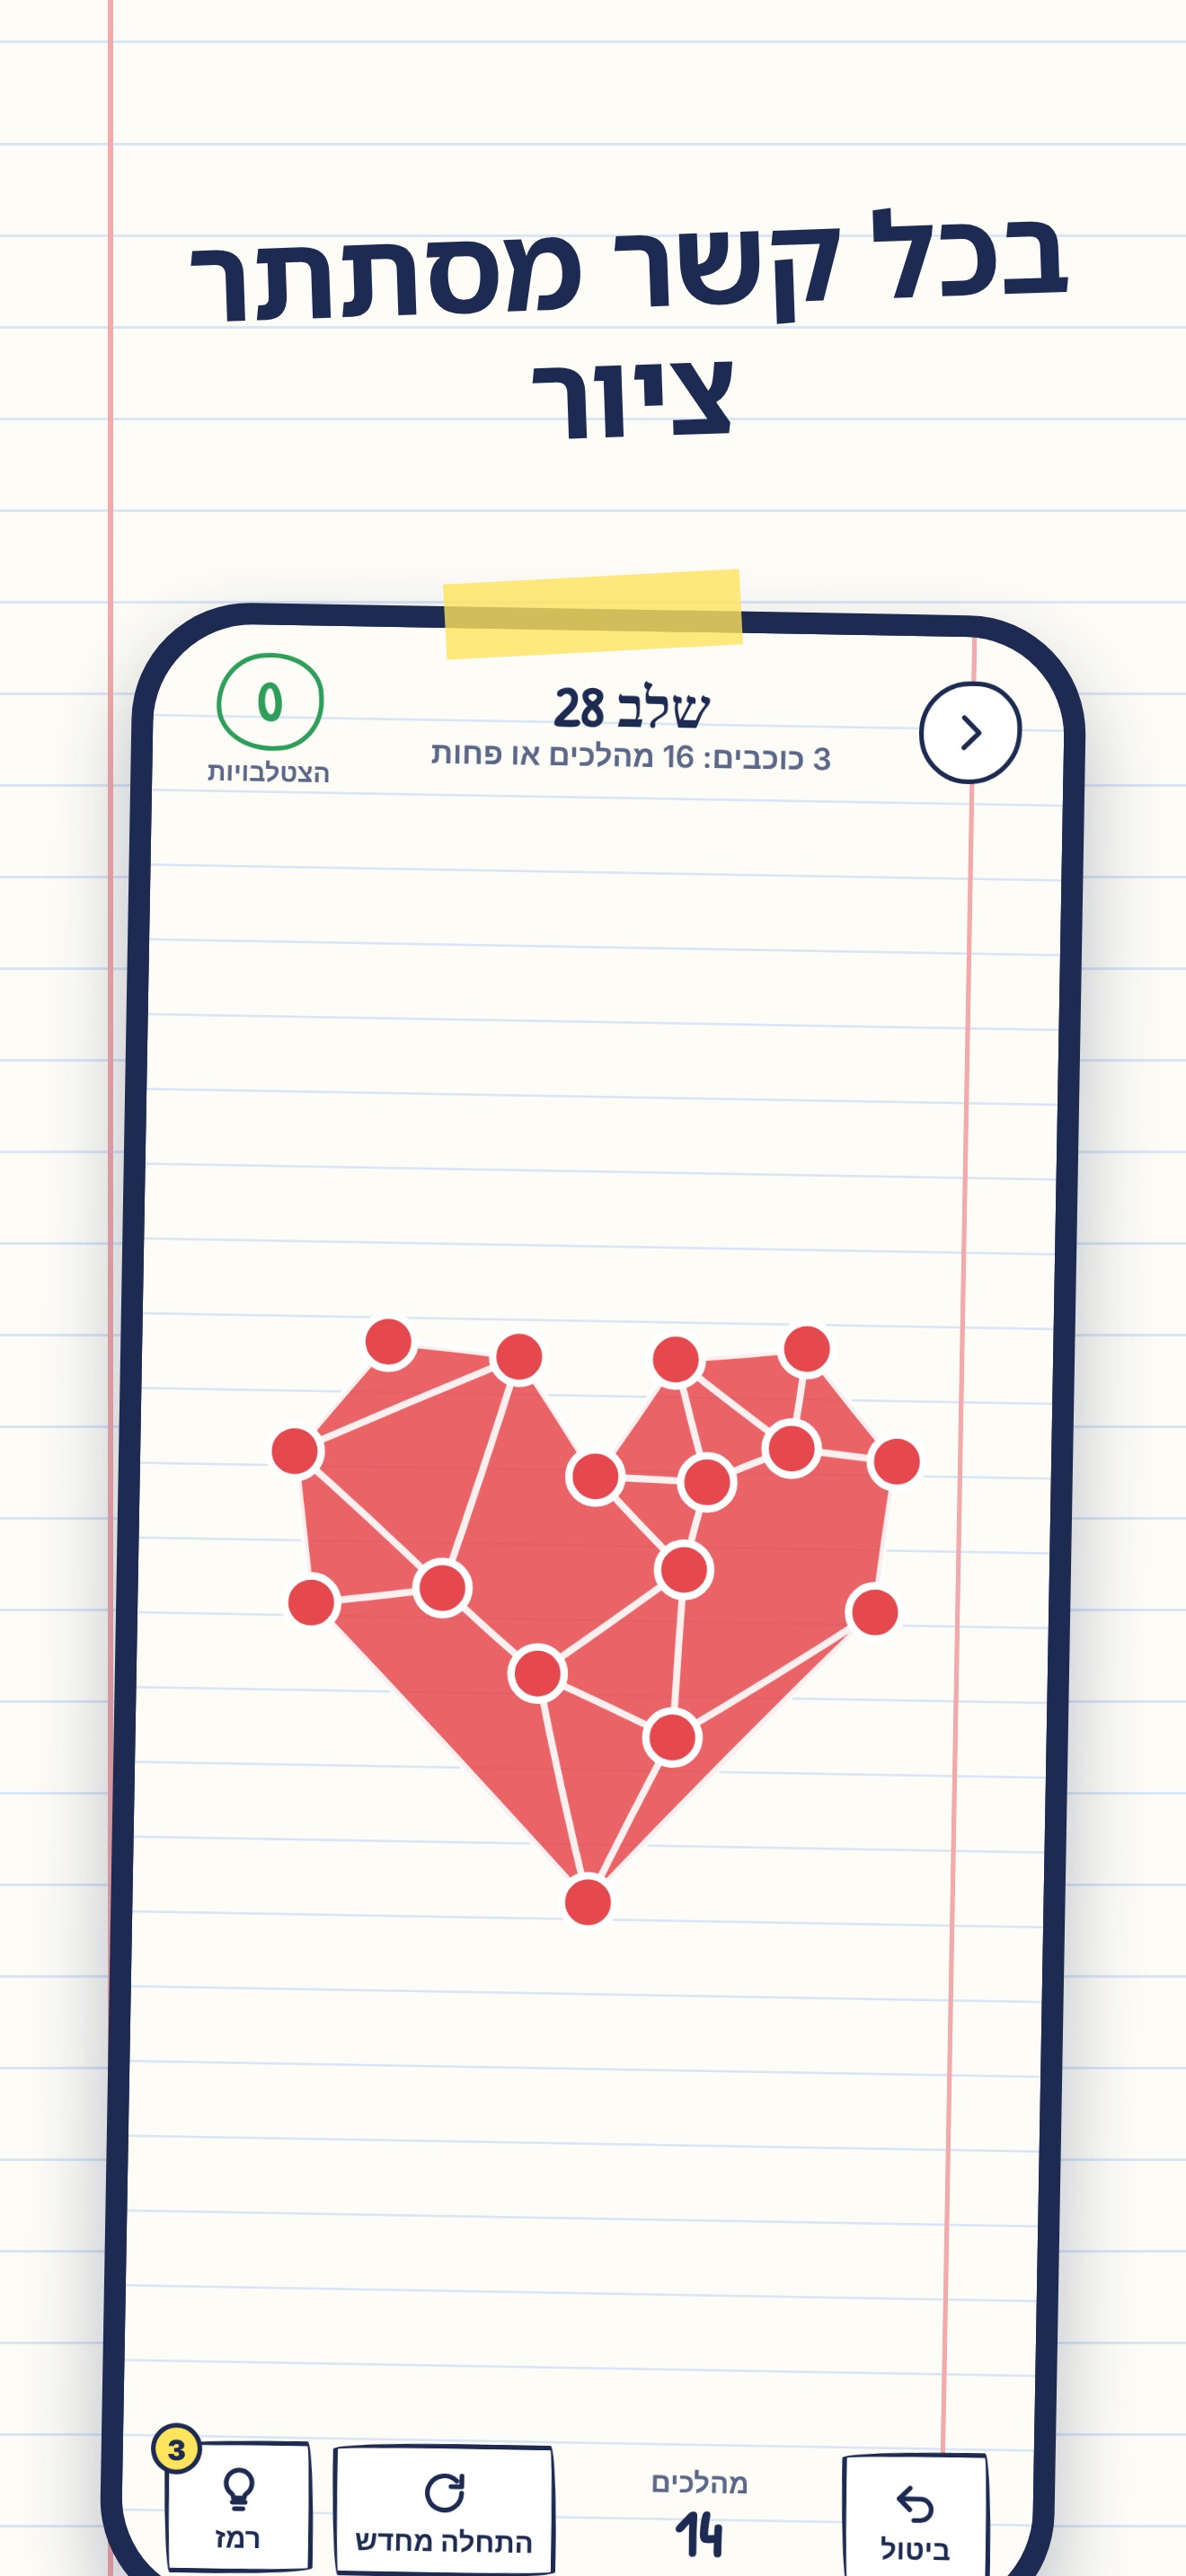 בכל קשר מסתתר
ציור
שלב 28
3 כוכבים: 16 מהלכים או פחות
0
הצטלבויות
ביטול
מהלכים
14
התחלה מחדש
3
רמז